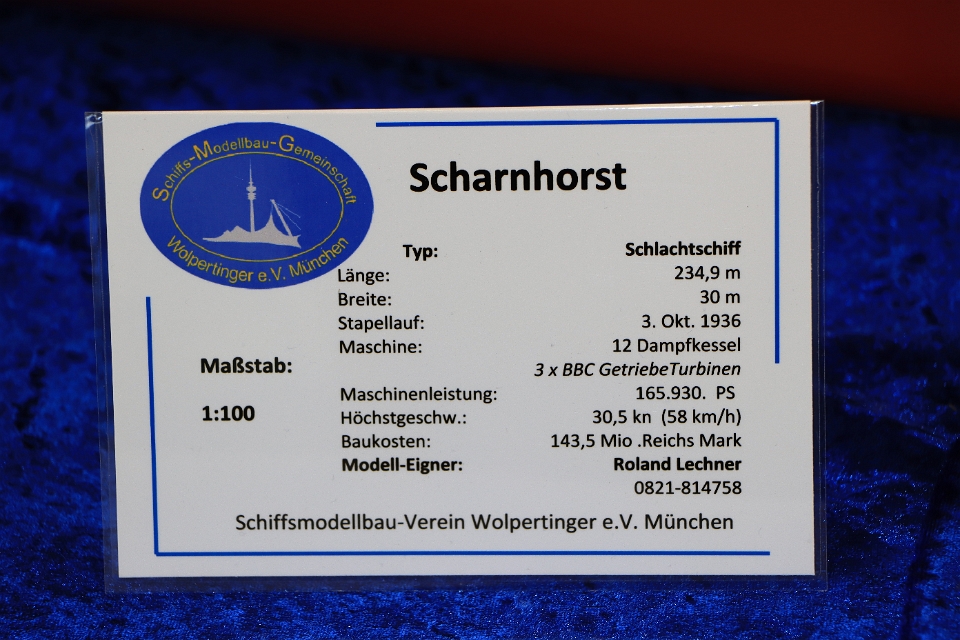 Schiffs-Modellbau-Gemeinschaft
Wolpertinger e.V. München
Scharnhorst
Typ: Schlachtschiff
Länge: 234,9 m
Breite: 30 m
Stapellauf: 3. Okt. 1936
Maschine: 12 Dampfkessel
3 x BBC GetriebeTurbinen
Maßstab:
1:100
Maschinenleistung: 165.930. PS
Höchstgeschw.: 30,5 kn (58 km/h)
Baukosten: 143,5 Mio .Reichs Mark
Modell-Eigner: Roland Lechner
0821-814758
Schiffsmodellbau-Verein Wolpertinger e.V. München